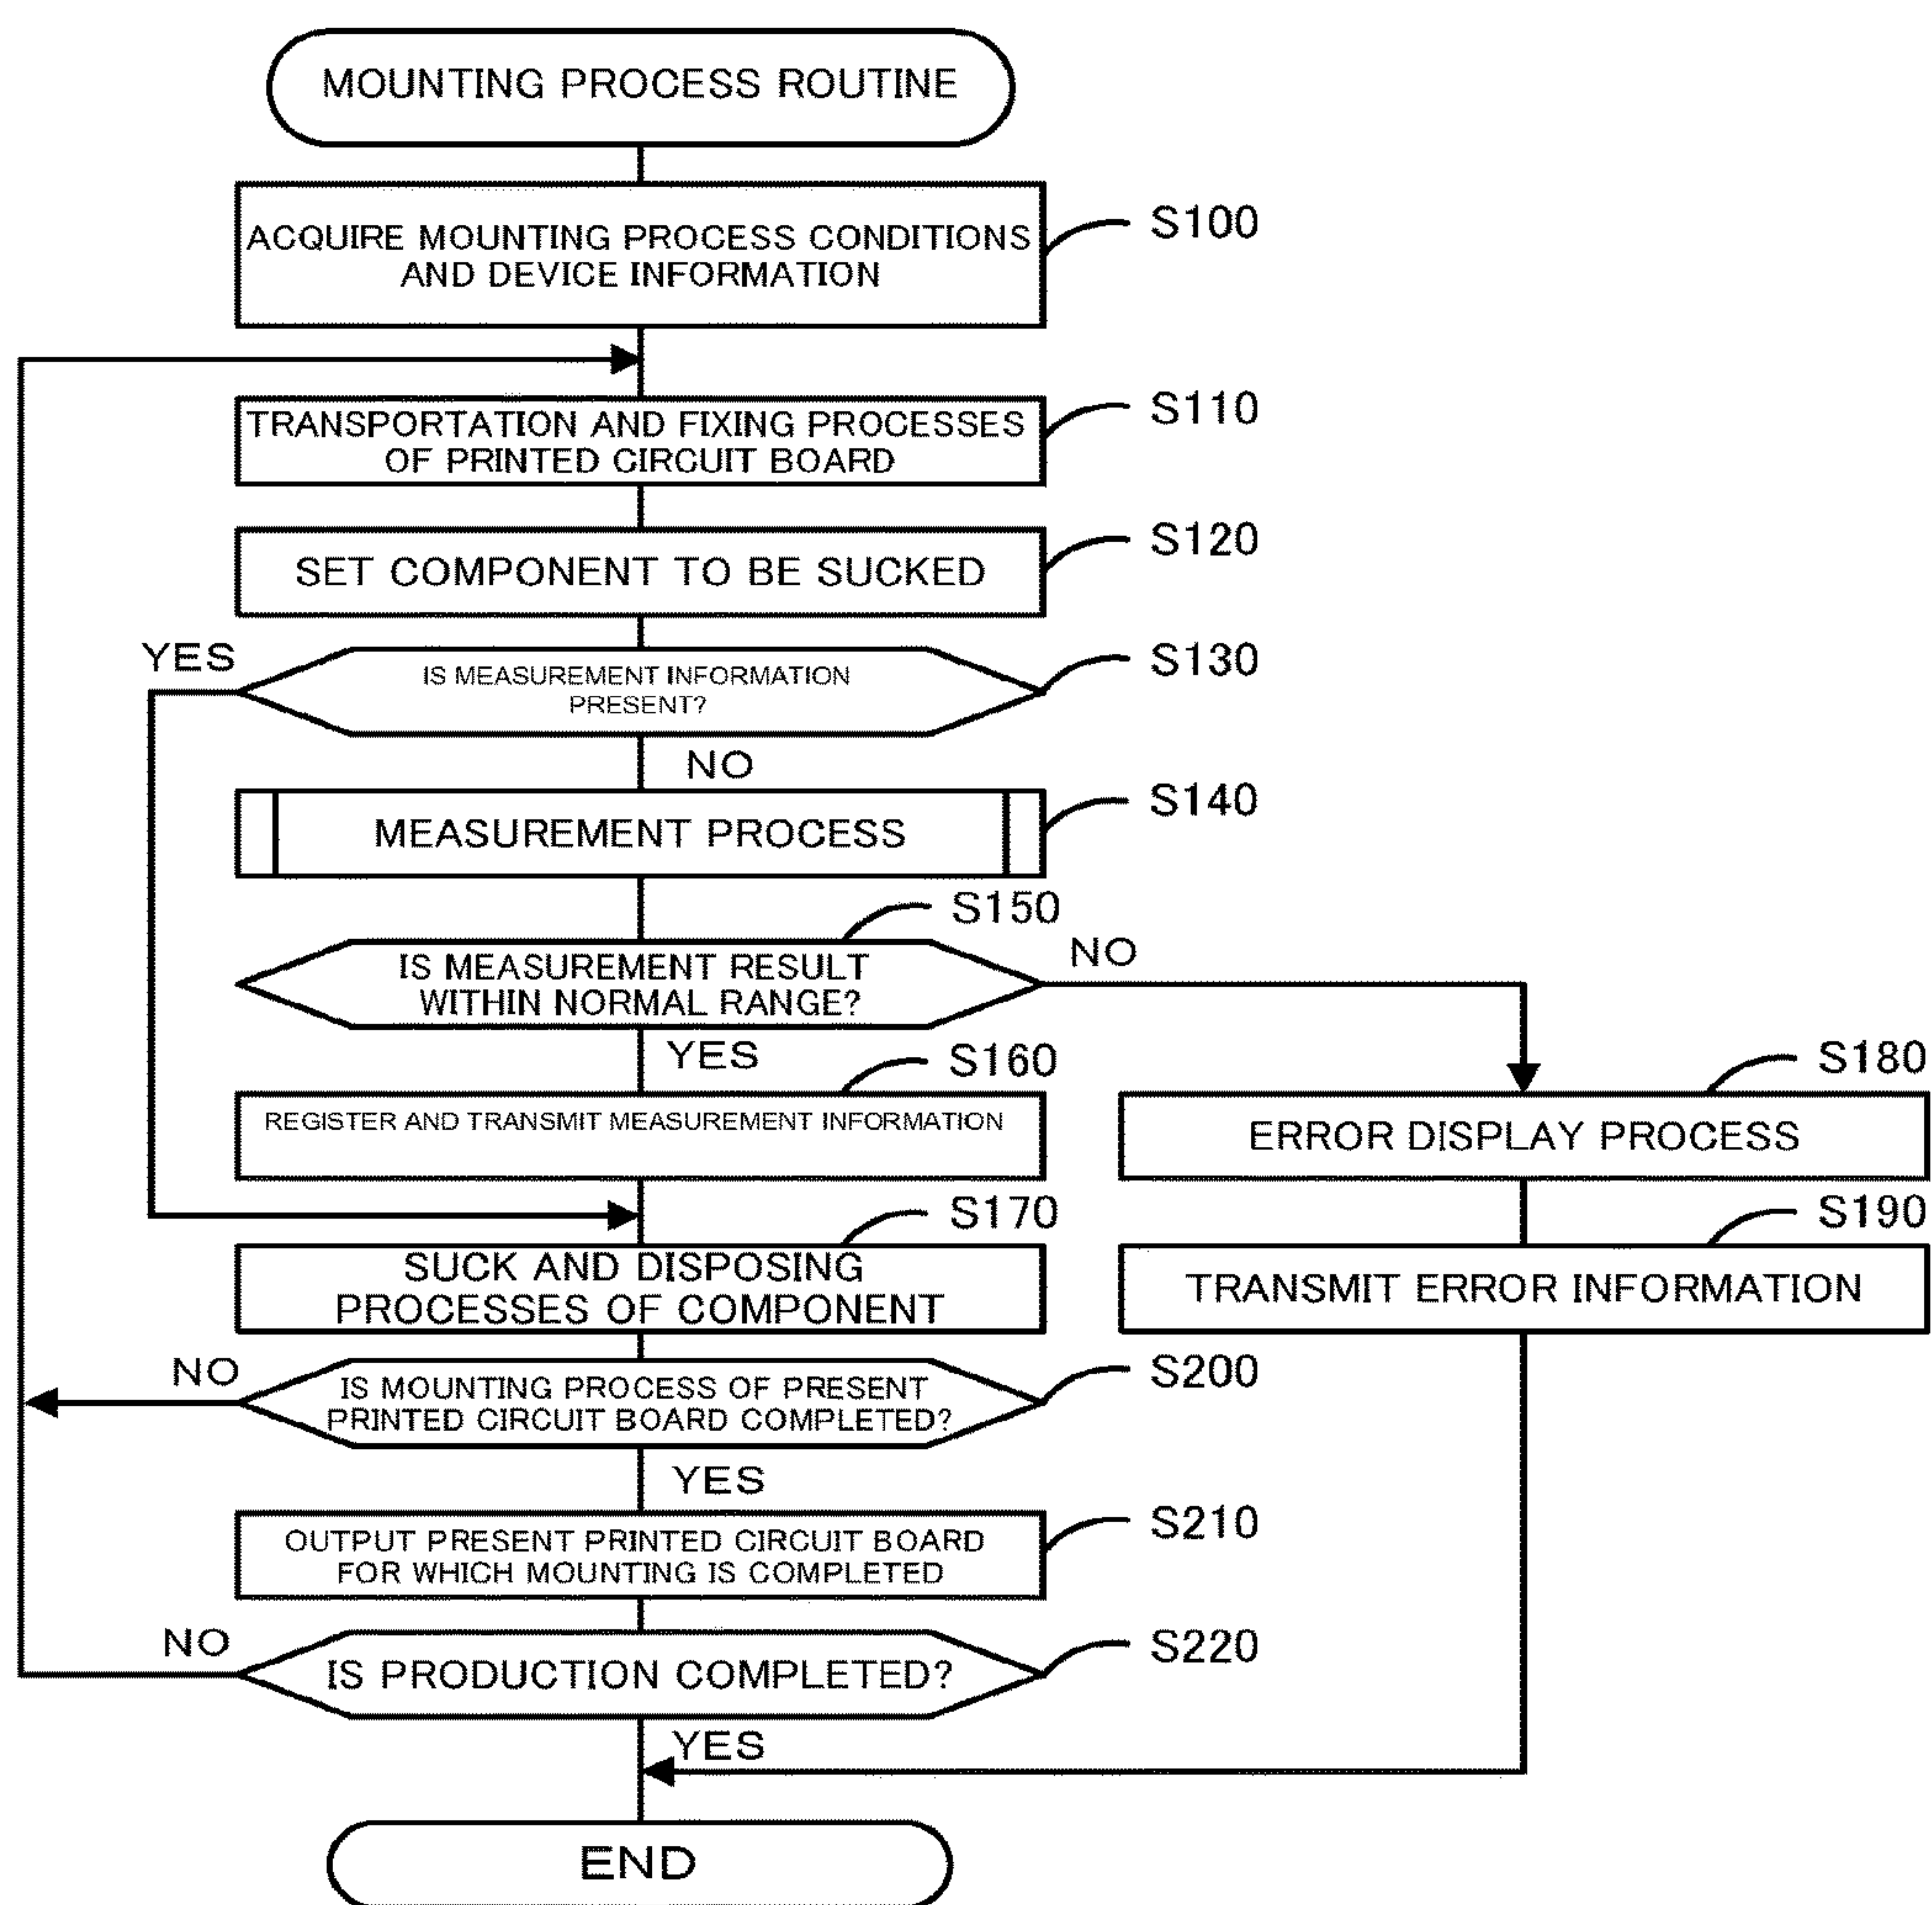 MOUNTING PROCESS ROUTINE
ACQUIRE MOUNTING PROCESS CONDITIONS
AND DEVICE INFORMATION
S100
TRANSPORTATION AND FIXING PROCESSES
OF PRINTED CIRCUIT BOARD
S110
SET COMPONENT TO BE SUCKED
S120
YES
IS MEASUREMENT INFORMATION
PRESENT?
S130
NO
MEASUREMENT PROCESS
S140
S150
IS MEASUREMENT RESULT
WITHIN NORMAL RANGE?
NO
YES
S160
REGISTER AND TRANSMIT MEASUREMENT INFORMATION
S180
ERROR DISPLAY PROCESS
S170
SUCK AND DISPOSING
PROCESSES OF COMPONENT
S190
TRANSMIT ERROR INFORMATION
NO
IS MOUNTING PROCESS OF PRESENT
PRINTED CIRCUIT BOARD COMPLETED?
S200
YES
OUTPUT PRESENT PRINTED CIRCUIT BOARD
FOR WHICH MOUNTING IS COMPLETED
S210
NO
IS PRODUCTION COMPLETED?
S220
YES
END